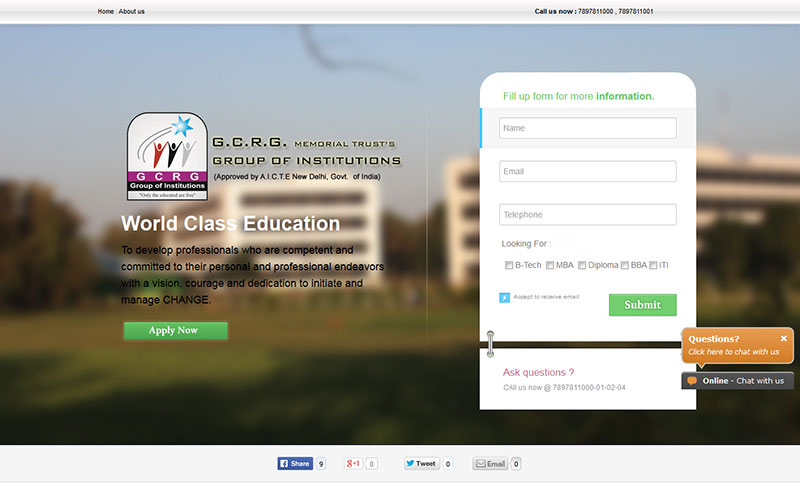 Home About us
Call us now : 7897811000 , 7897811001
Fill up form for more information.
Name
Email
Telephone
Looking For :
B-Tech MBA Diploma BBA ITI
Accept to receive email
Submit
G C R G
Group of Institutions
"Only the educated are free"
G.C.R.G. MEMORIAL TRUST'S
GROUP OF INSTITUTIONS
(Approved by A.I.C.T.E New Delhi, Govt. of India)
World Class Education
To develop professionals who are competent and
committed to their personal and professional endeavors
with a vision, courage and dedication to initiate and
manage CHANGE.
Apply Now
Ask questions ?
CAll us now @ 7897811000-01-02-04
Questions?
Click here to chat with us
Online - Chat with us
Share 9
g+1 0
Tweet 0
Email 0